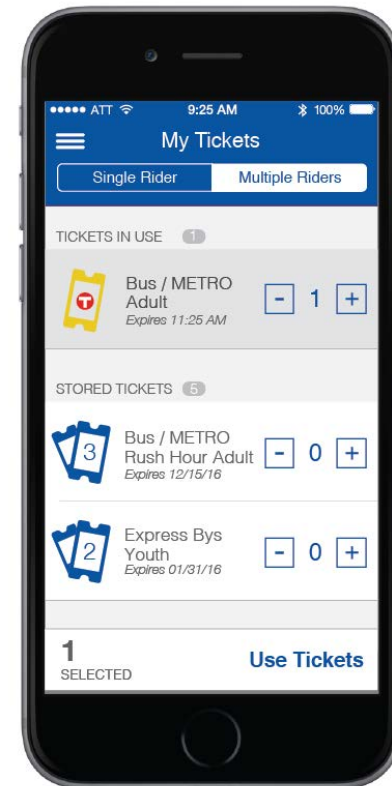 ATT 9:25 AM 100%
My Tickets
Single Rider Multiple Riders
TICKETS IN USE 1
T
Bus / METRO
Adult
Expires 11:25 AM
- 1 +
STORED TICKETS 5
3
Bus / METRO
Rush Hour Adult
Expires 12/15/16
- 0 +
2
Express Bys
Youth
Expires 01/31/16
- 0 +
1
SELECTED
Use Tickets